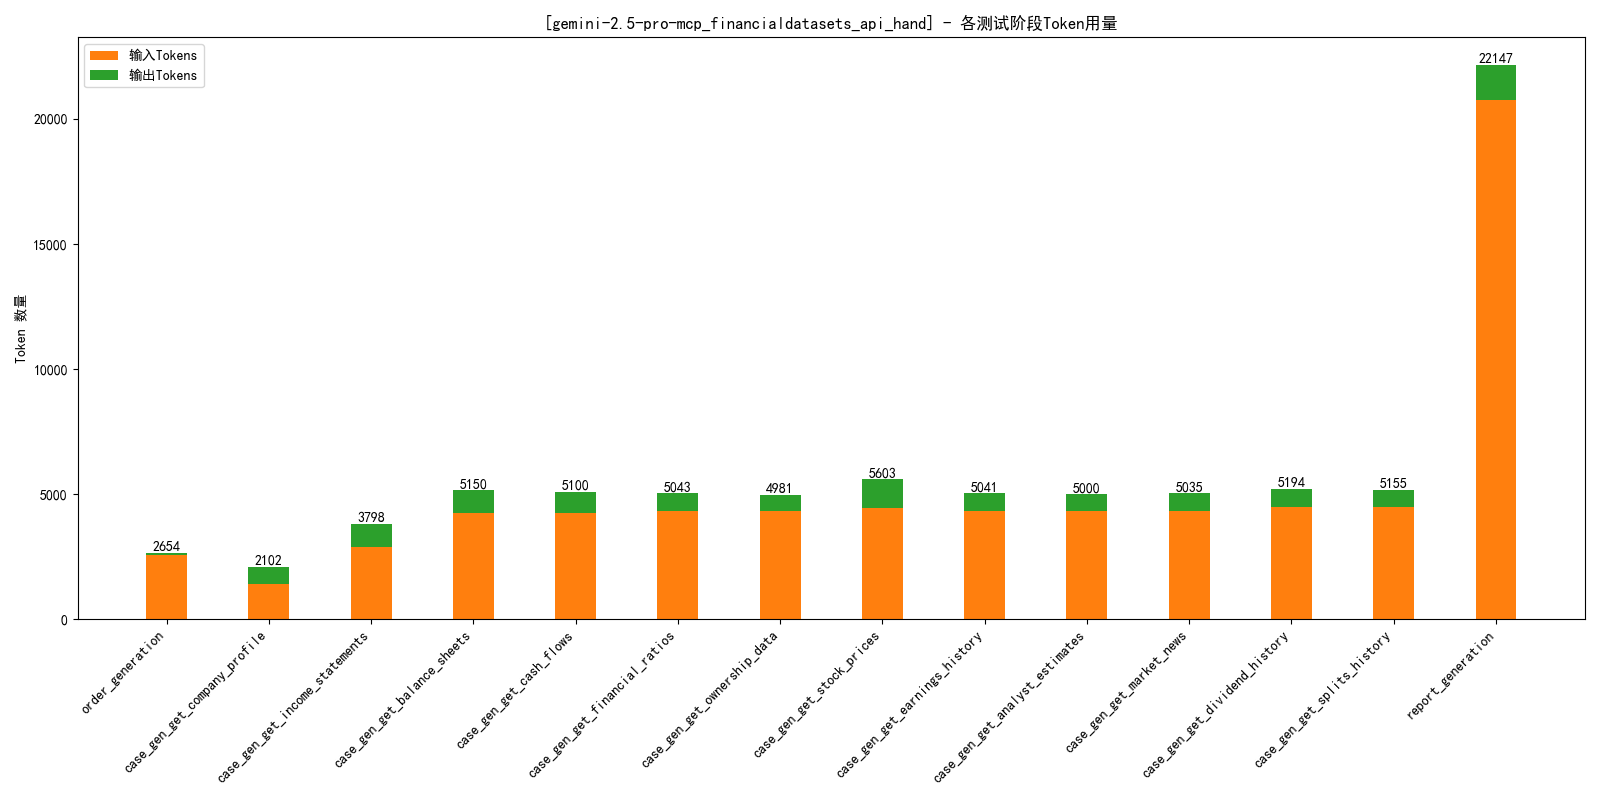 [gemini-2.5-pro-mcp_financialdatasets_api_hand] - 各测试阶段Token用量
输入Tokens
输出Tokens
Token 数量
20000
15000
10000
5000
0
2654
2102
3798
5150
5100
5043
4981
5603
5041
5000
5035
5194
5155
22147
order_generation
case_gen_get_company_profile
case_gen_get_income_statements
case_gen_get_balance_sheets
case_gen_get_cash_flows
case_gen_get_financial_ratios
case_gen_get_ownership_data
case_gen_get_stock_prices
case_gen_get_earnings_history
case_gen_get_analyst_estimates
case_gen_get_market_news
case_gen_get_dividend_history
case_gen_get_splits_history
report_generation